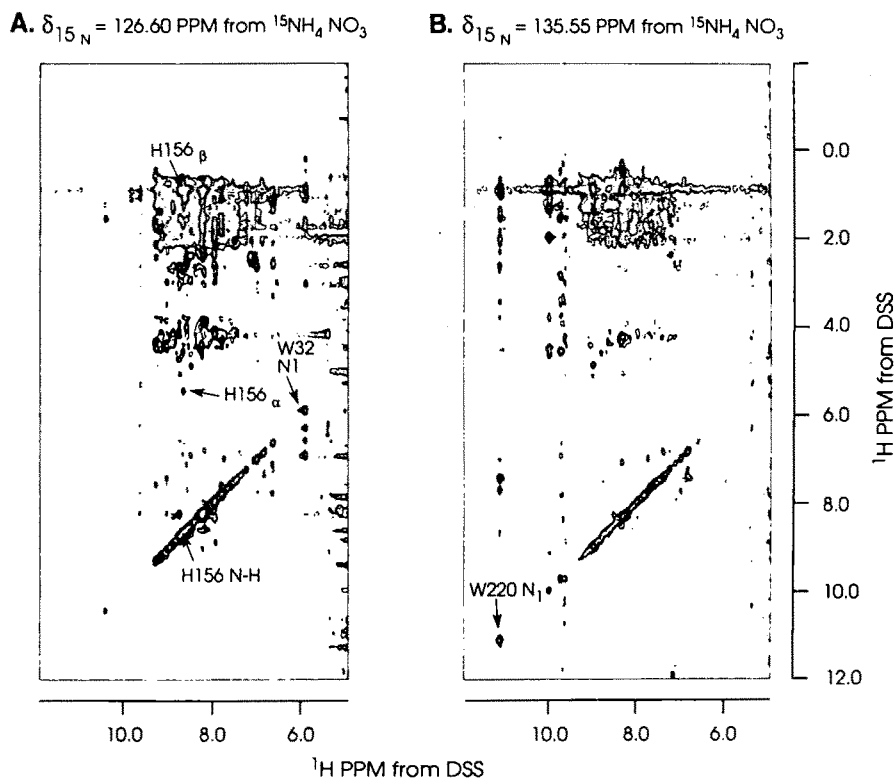 A. δ15 N = 126.60 PPM from 15NH4 NO3
B. δ15 N = 135.55 PPM from 15NH4 NO3
H156 β
W32
N1
H156 α
H156 N-H
W220 N1
0.0
2.0
4.0
6.0
8.0
10.0
12.0
1H PPM from DSS
10.0 8.0 6.0
10.0 8.0 6.0
1H PPM from DSS